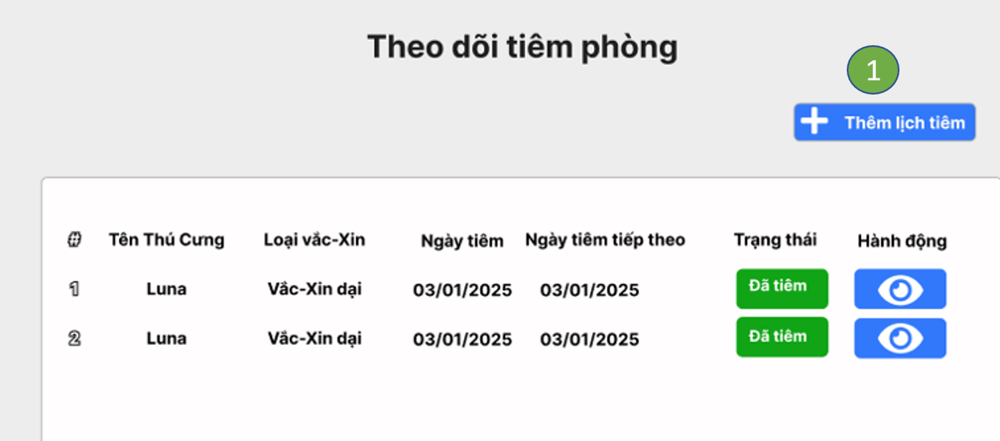 Theo dõi tiêm phòng
1
Thêm lịch tiêm
# Tên Thú Cưng Loại vắc-Xin Ngày tiêm Ngày tiêm tiếp theo Trạng thái Hành động
1 Luna Vắc-Xin dại 03/01/2025 03/01/2025 Đã tiêm
2 Luna Vắc-Xin dại 03/01/2025 03/01/2025 Đã tiêm